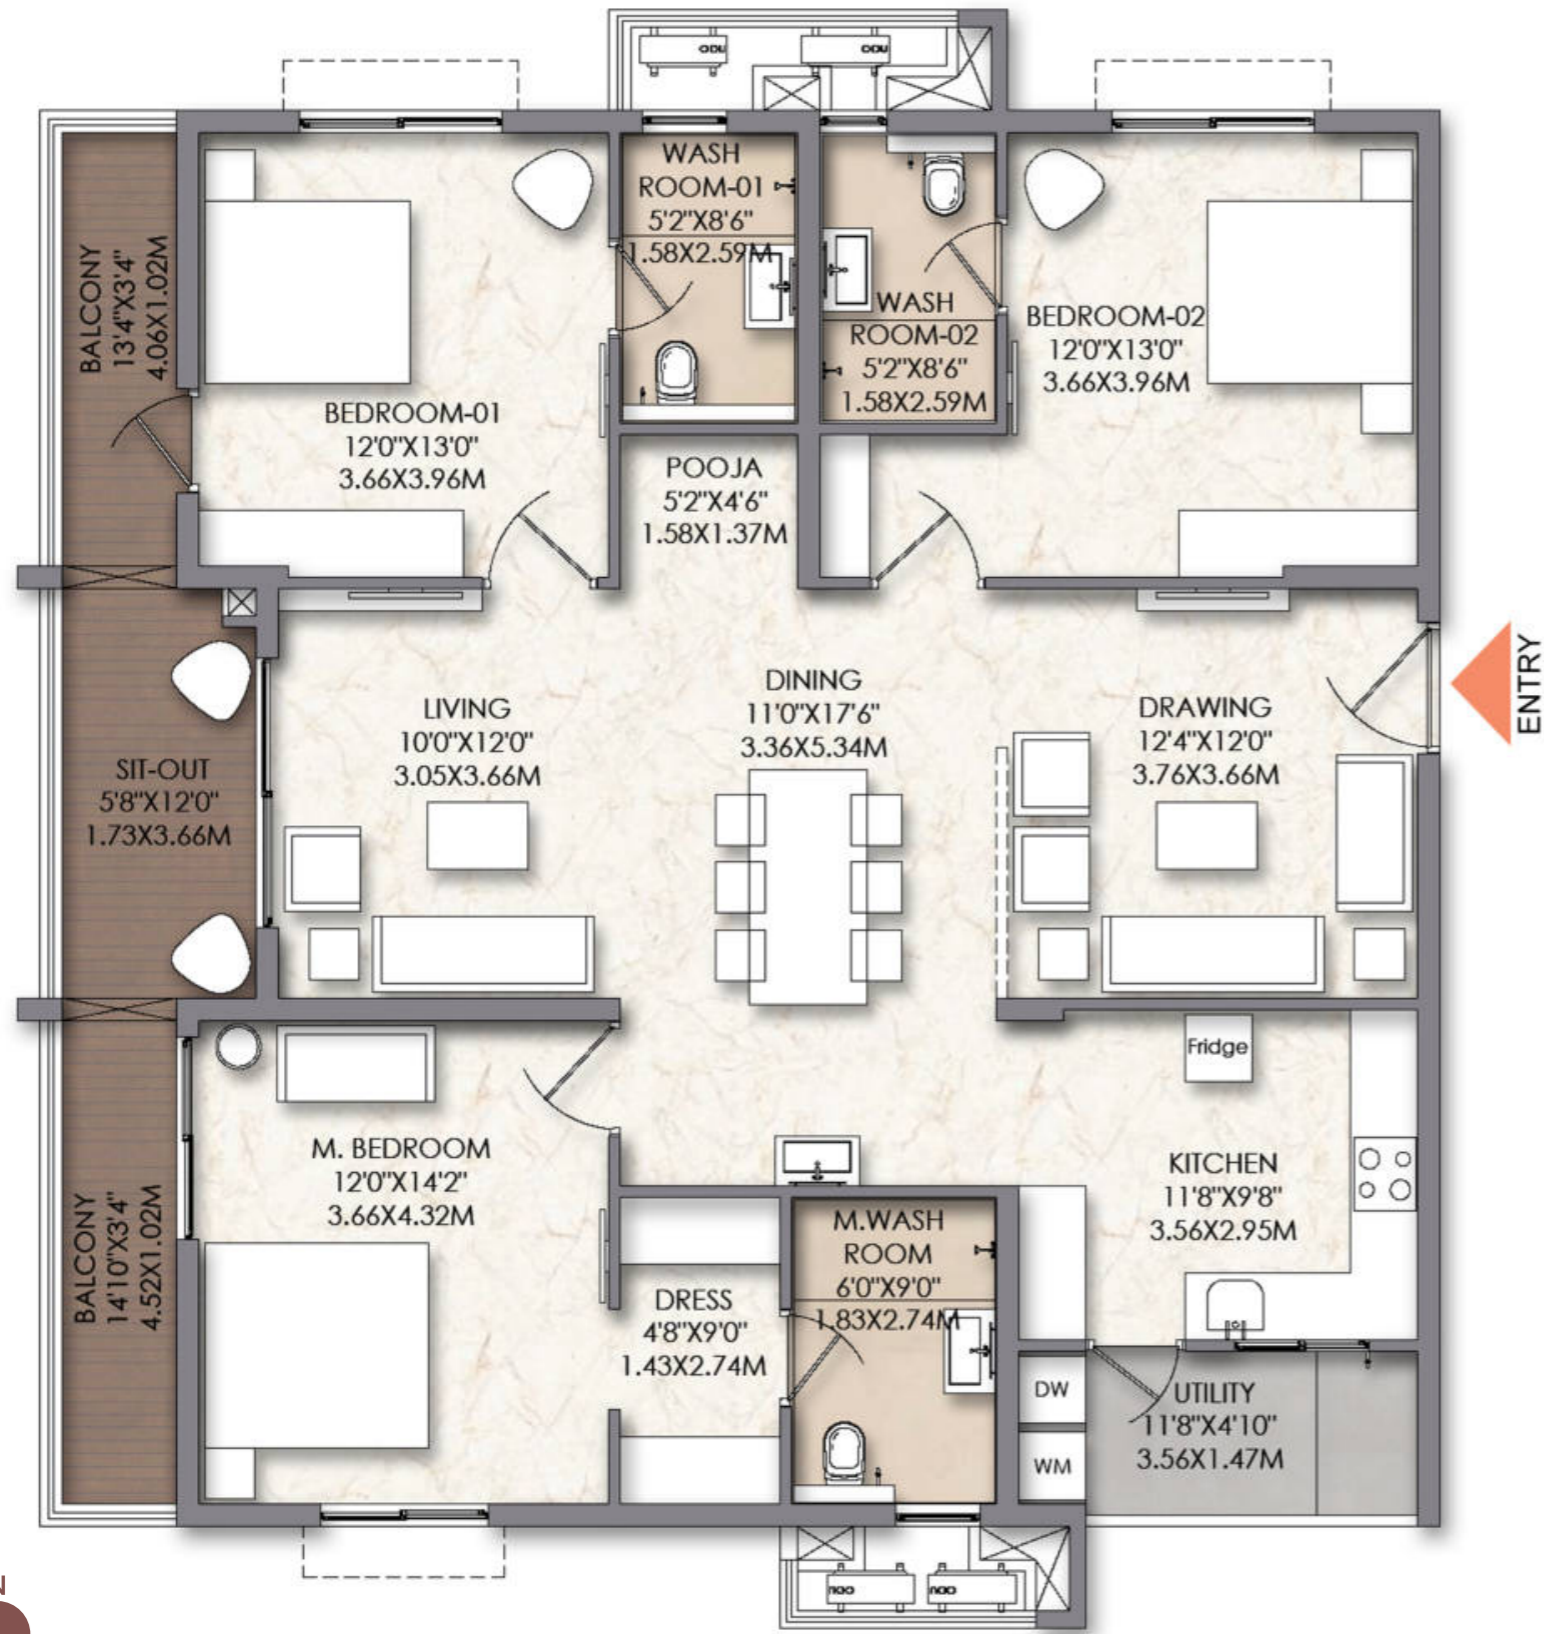 ODU
ODU
WASH
ROOM-01
5'2"X8'6"
1.58X2.59M
WASH
ROOM-02
5'2"X8'6"
1.58X2.59M
BALCONY
13'4"X3'4"
4.06X1.02M
BEDROOM-01
12'0"X13'0"
3.66X3.96M
BEDROOM-02
12'0"X13'0"
3.66X3.96M
POOJA
5'2"X4'6"
1.58X1.37M
LIVING
10'0"X12'0"
3.05X3.66M
DINING
11'0"X17'6"
3.36X5.34M
DRAWING
12'4"X12'0"
3.76X3.66M
ENTRY
SIT-OUT
5'8"X12'0"
1.73X3.66M
Fridge
M. BEDROOM
12'0"X14'2"
3.66X4.32M
KITCHEN
11'8"X9'8"
3.56X2.95M
BALCONY
14'10"X3'4"
4.52X1.02M
M.WASH
ROOM
6'0"X9'0"
1.83X2.74M
DRESS
4'8"X9'0"
1.43X2.74M
DW
WM
UTILITY
11'8"X4'10"
3.56X1.47M
ODU
ODU
N